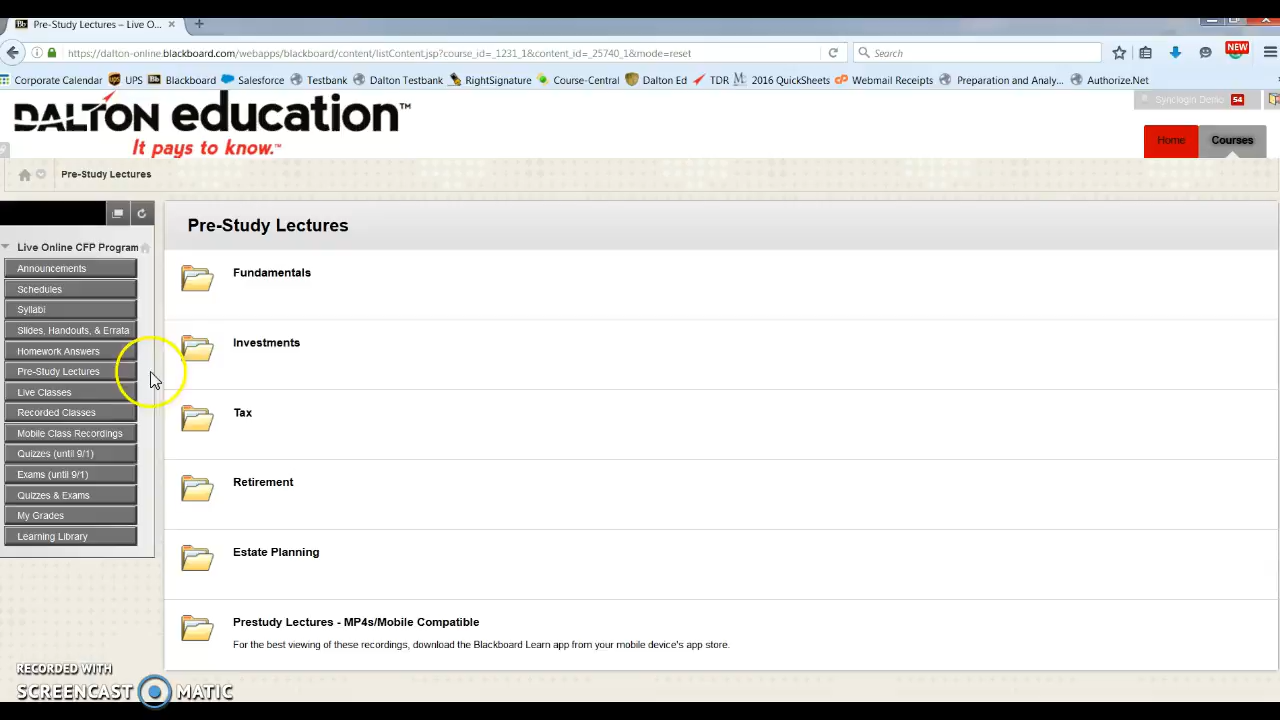 Pre-Study Lectures – Live O...
https://dalton-online.blackboard.com/webapps/blackboard/content/listContent.jsp?course_id=_1231_1&content_id=_25740_1&mode=reset
Search
NEW
Corporate Calendar UPS Blackboard Salesforce Testbank Dalton Testbank RightSignature Course-Central Dalton Ed TDR 2016 QuickSheets Webmail Receipts Preparation and Analy... Authorize.Net
DALTON education™
It pays to know.™
Synclogin Demo 54
Home Courses
Pre-Study Lectures
Live Online CFP Program
Announcements
Schedules
Syllabi
Slides, Handouts, & Errata
Homework Answers
Pre-Study Lectures
Live Classes
Recorded Classes
Mobile Class Recordings
Quizzes (until 9/1)
Exams (until 9/1)
Quizzes & Exams
My Grades
Learning Library
Pre-Study Lectures
Fundamentals
Investments
Tax
Retirement
Estate Planning
Prestudy Lectures - MP4s/Mobile Compatible
For the best viewing of these recordings, download the Blackboard Learn app from your mobile device's app store.
RECORDED WITH
SCREENCAST MATIC